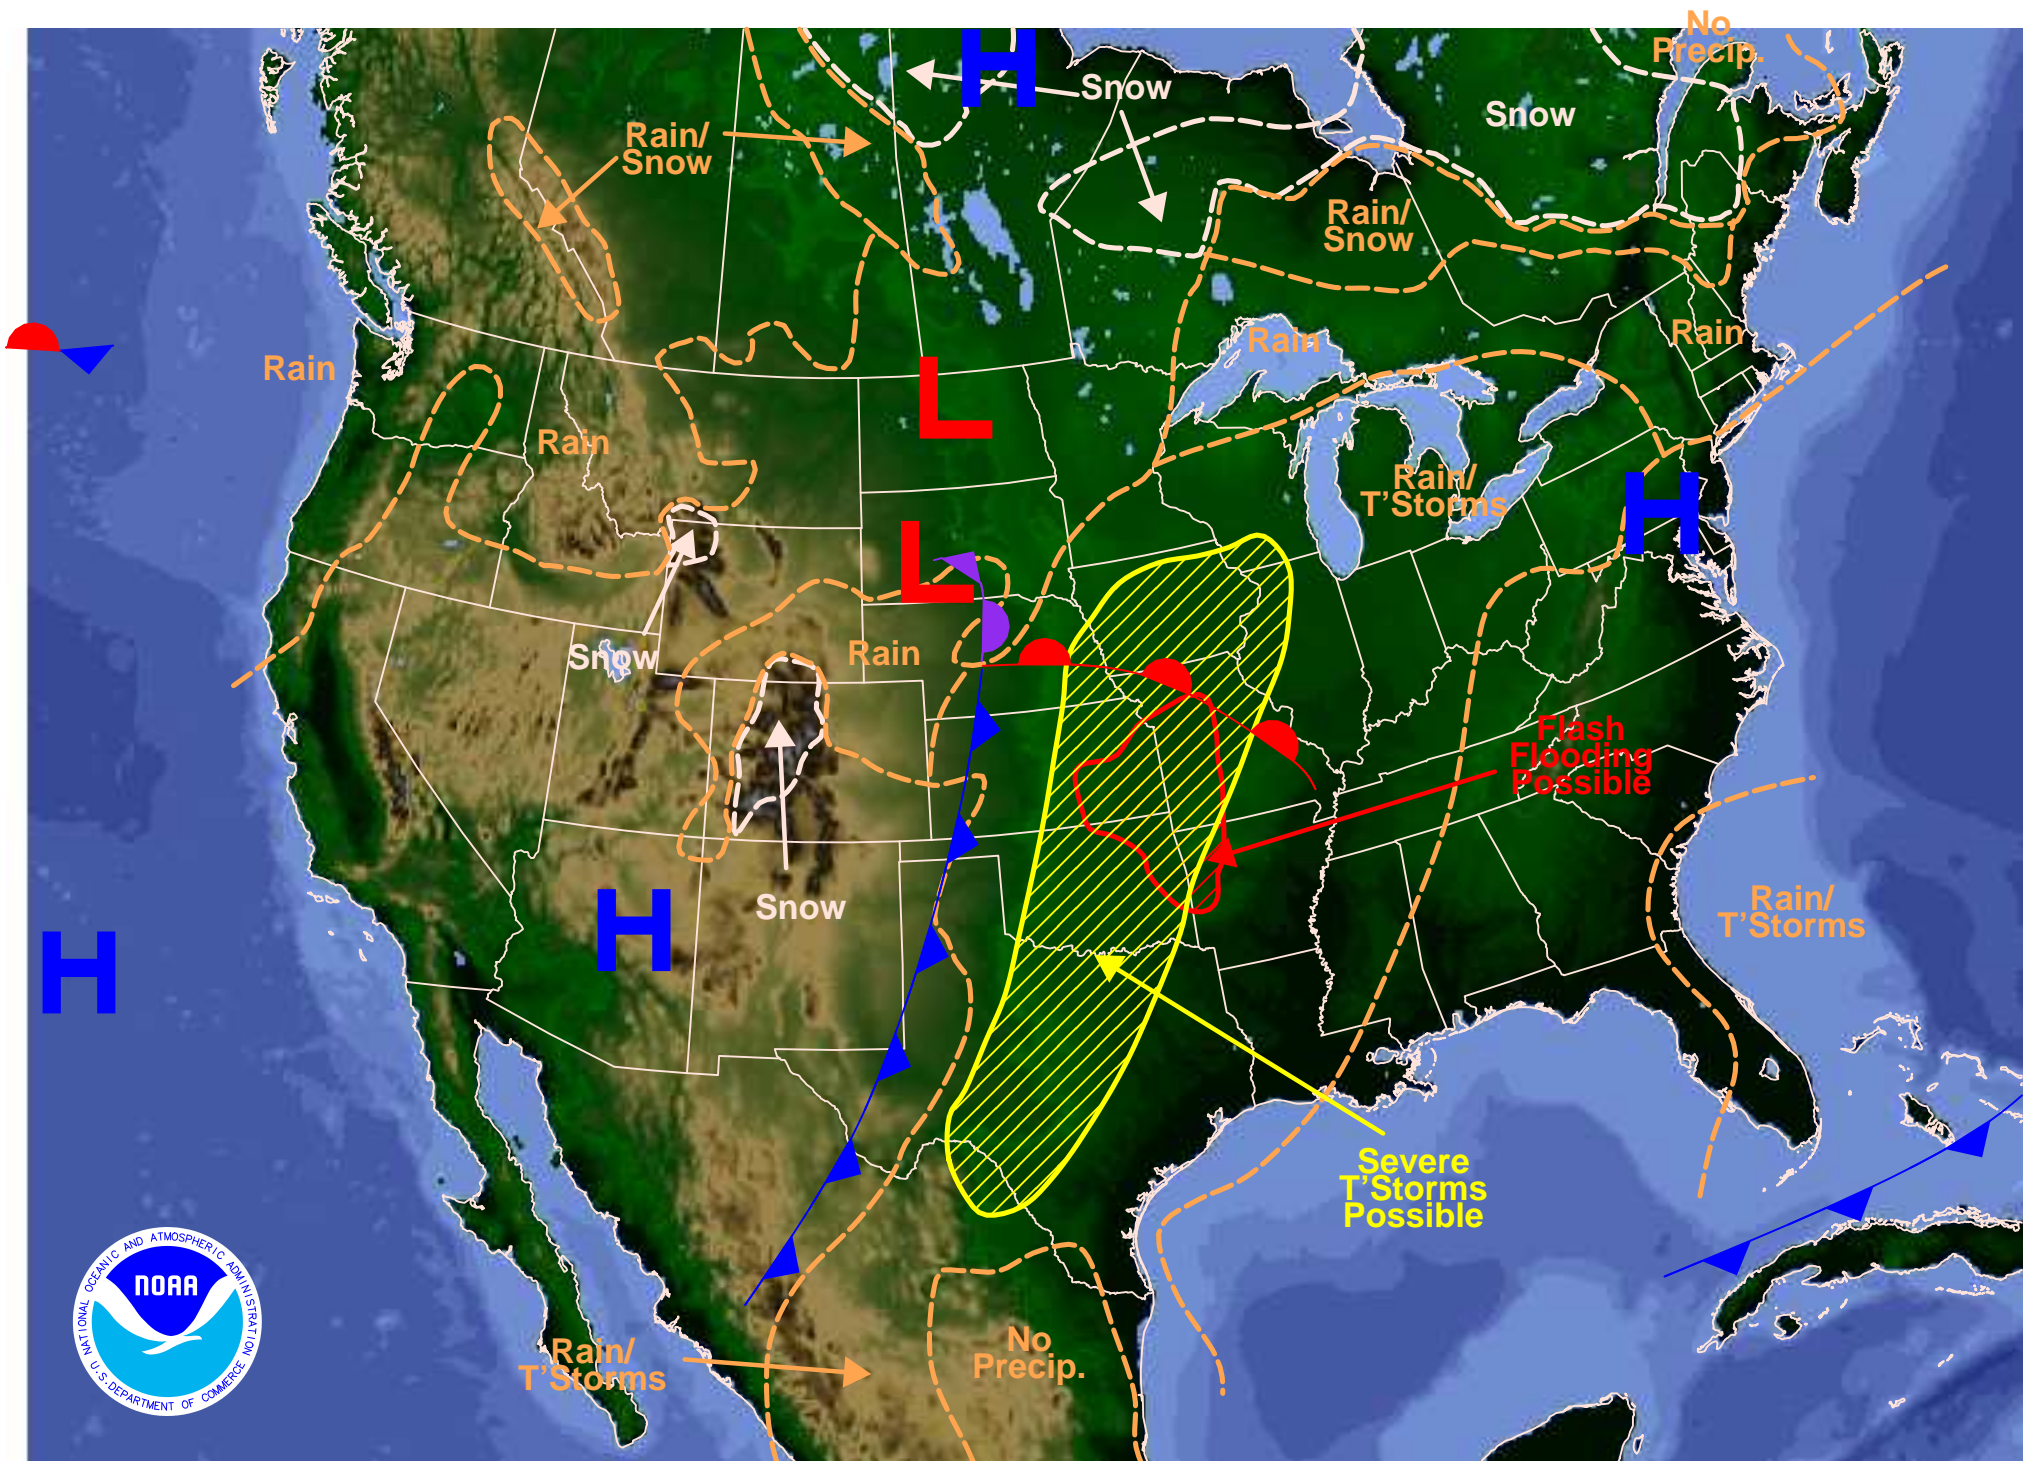 No
Precip.
H
Snow
Snow
Rain/
Snow
Rain/
Snow
Rain
Rain
Rain
L
Rain
Rain/
T'Storms
H
L
Snow
Rain
Flash
Flooding
Possible
H
Snow
Rain/
T'Storms
H
Severe
T'Storms
Possible
NATIONAL OCEANIC AND ATMOSPHERIC ADMINISTRATION
NOAA
U.S. DEPARTMENT OF COMMERCE
Rain/
T'Storms
No
Precip.